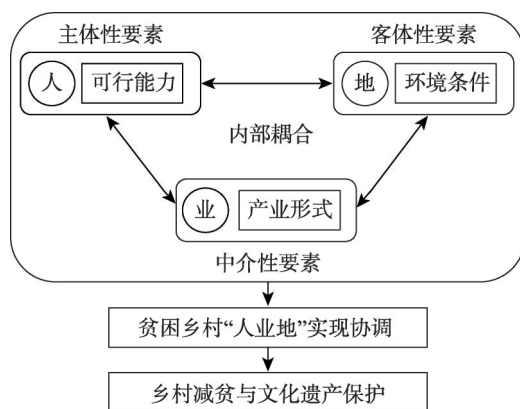 主体性要素
客体性要素
人 可行能力
地 环境条件
内部耦合
业 产业形式
中介性要素
贫困乡村“人业地”实现协调
乡村减贫与文化遗产保护